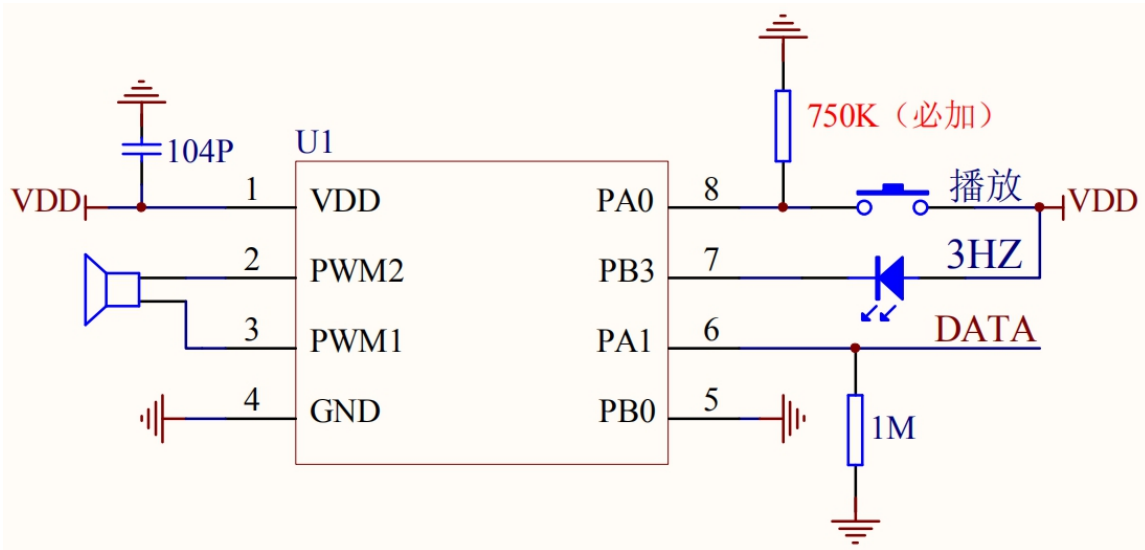 750K（必加）
104P
U1
VDD
1
VDD
PA0
8
播放
VDD
2
PWM2
PB3
7
3HZ
3
PWM1
PA1
6
DATA
4
GND
PB0
5
1M